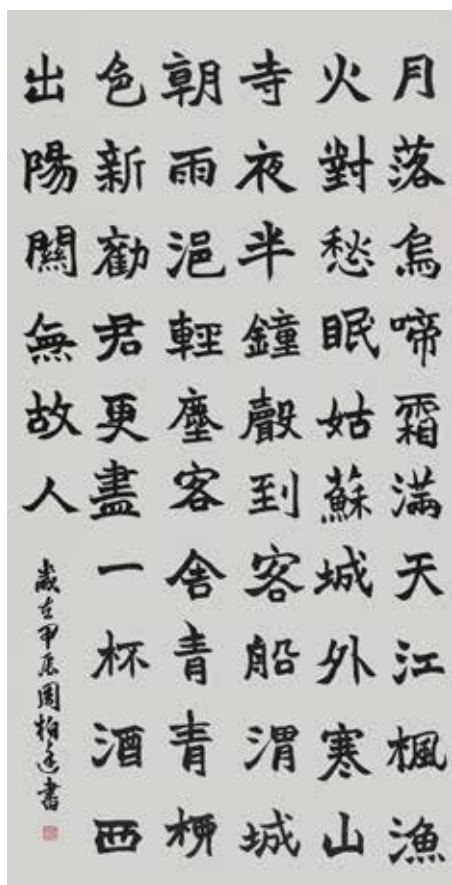 月落烏啼霜滿天江楓漁
火對愁眠姑蘇城外寒山
寺夜半鐘聲到客船渭城
朝雨浥輕塵客舍青青柳
色新勸君更盡一杯酒西
出陽關無故人
歲在甲辰周柏書